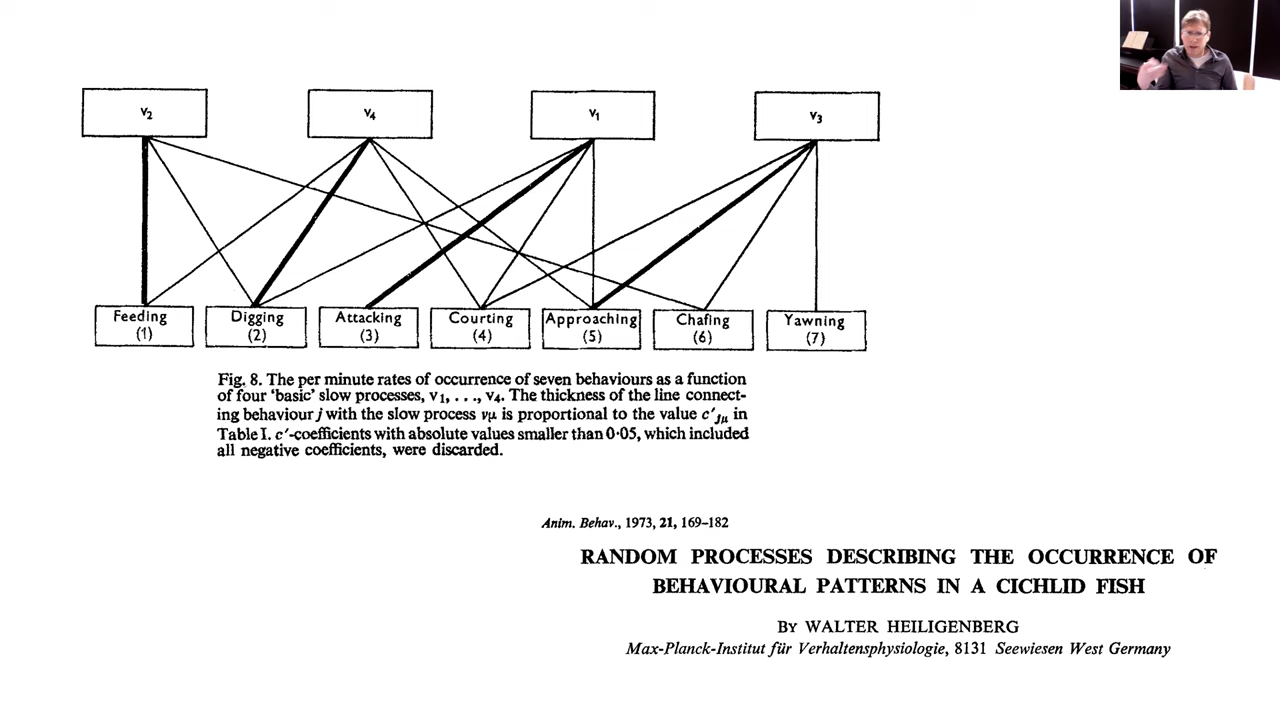 v2
v4
v1
v3
Feeding
(1)
Digging
(2)
Attacking
(3)
Courting
(4)
Approaching
(5)
Chafing
(6)
Yawning
(7)
Fig. 8. The per minute rates of occurrence of seven behaviours as a function
of four ‘basic’ slow processes, v1, . . ., v4. The thickness of the line connect-
ing behaviour j with the slow process vμ is proportional to the value c′jμ in
Table I. c′-coefficients with absolute values smaller than 0·05, which included
all negative coefficients, were discarded.
Anim. Behav., 1973, 21, 169–182
RANDOM PROCESSES DESCRIBING THE OCCURRENCE OF
BEHAVIOURAL PATTERNS IN A CICHLID FISH
BY WALTER HEILIGENBERG
Max-Planck-Institut für Verhaltensphysiologie, 8131 Seewiesen West Germany